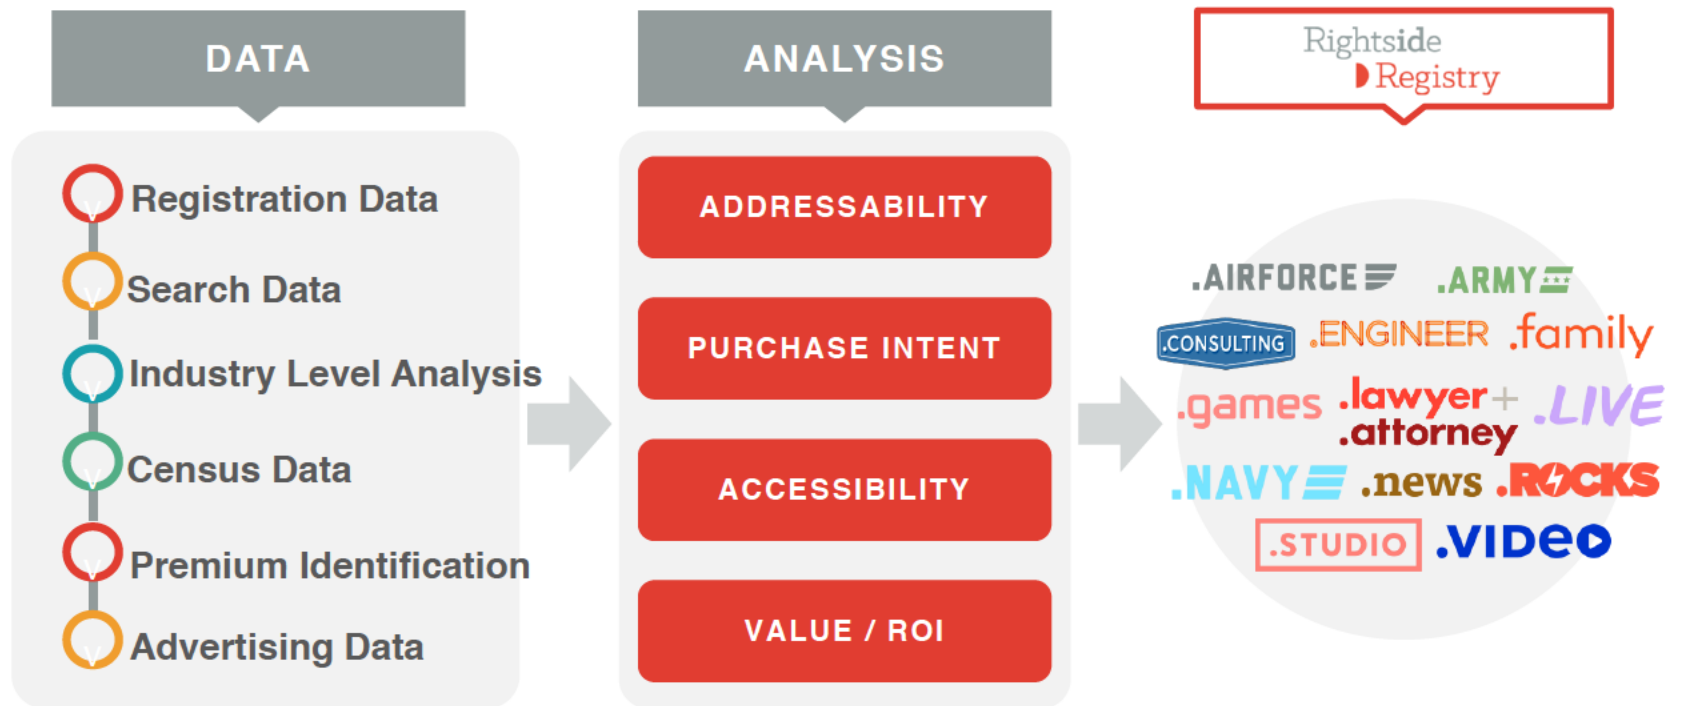 DATA
Registration Data
Search Data
Industry Level Analysis
Census Data
Premium Identification
Advertising Data
ANALYSIS
ADDRESSABILITY
PURCHASE INTENT
ACCESSIBILITY
VALUE / ROI
Rightside
Registry
.AIRFORCE .ARMY
.CONSULTING .ENGINEER .family
.games .lawyer + .LIVE
.attorney
.NAVY .news .ROCKS
.STUDIO .VIDeO